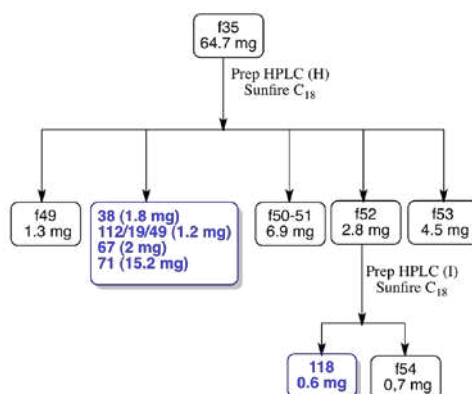 f35
64.7 mg
Prep HPLC (H)
Sunfire C18
f49
1.3 mg
38 (1.8 mg)
112/19/49 (1.2 mg)
67 (2 mg)
71 (15.2 mg)
f50-51
6.9 mg
f52
2.8 mg
f53
4.5 mg
Prep HPLC (I)
Sunfire C18
118
0.6 mg
f54
0,7 mg